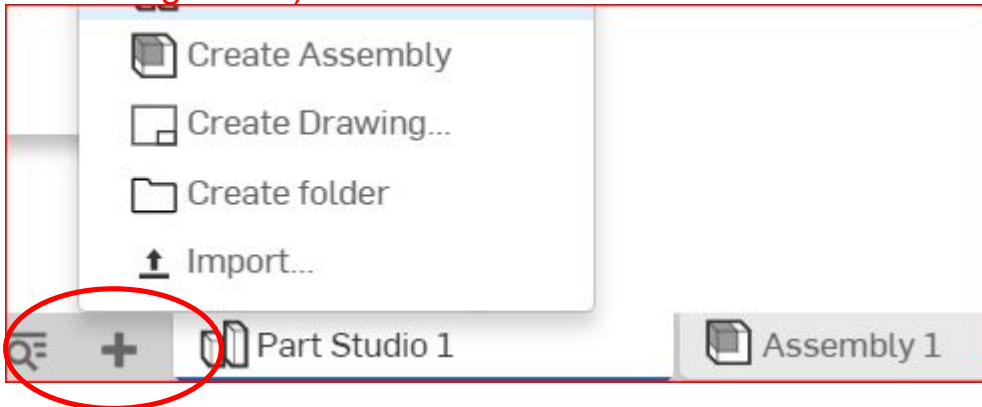 Create Assembly
Create Drawing...
Create folder
Import...
Part Studio 1
Assembly 1